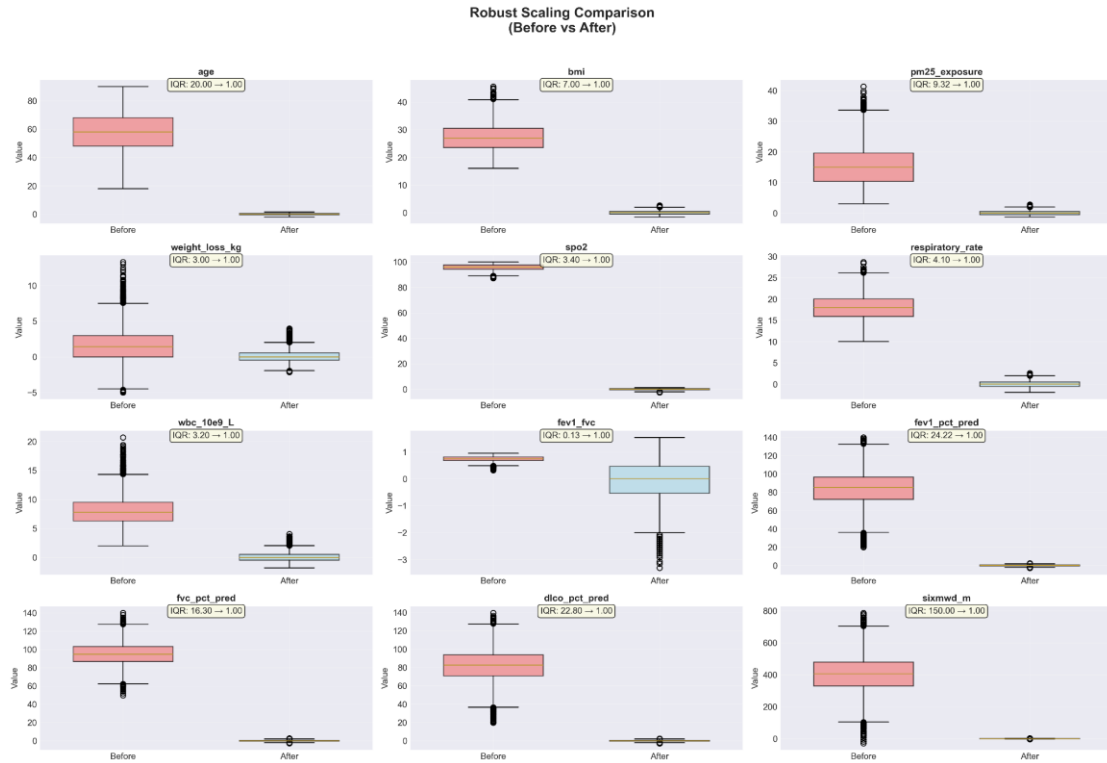 Robust Scaling Comparison
(Before vs After)
age
IQR: 20.00 → 1.00
Value
80
60
40
20
0
Before
After
bmi
IQR: 7.00 → 1.00
Value
40
30
20
10
0
Before
After
pm25_exposure
IQR: 9.32 → 1.00
Value
40
30
20
10
0
Before
After
weight_loss_kg
IQR: 3.00 → 1.00
Value
10
5
0
−5
Before
After
spo2
IQR: 3.40 → 1.00
Value
100
80
60
40
20
0
Before
After
respiratory_rate
IQR: 4.10 → 1.00
Value
30
25
20
15
10
5
0
Before
After
wbc_10e9_L
IQR: 3.20 → 1.00
Value
20
15
10
5
0
Before
After
fev1_fvc
IQR: 0.13 → 1.00
Value
1
0
−1
−2
−3
Before
After
fev1_pct_pred
IQR: 24.22 → 1.00
Value
140
120
100
80
60
40
20
0
Before
After
fvc_pct_pred
IQR: 16.30 → 1.00
Value
140
120
100
80
60
40
20
0
Before
After
dlco_pct_pred
IQR: 22.80 → 1.00
Value
140
120
100
80
60
40
20
0
Before
After
sixmwd_m
IQR: 150.00 → 1.00
Value
800
600
400
200
0
Before
After